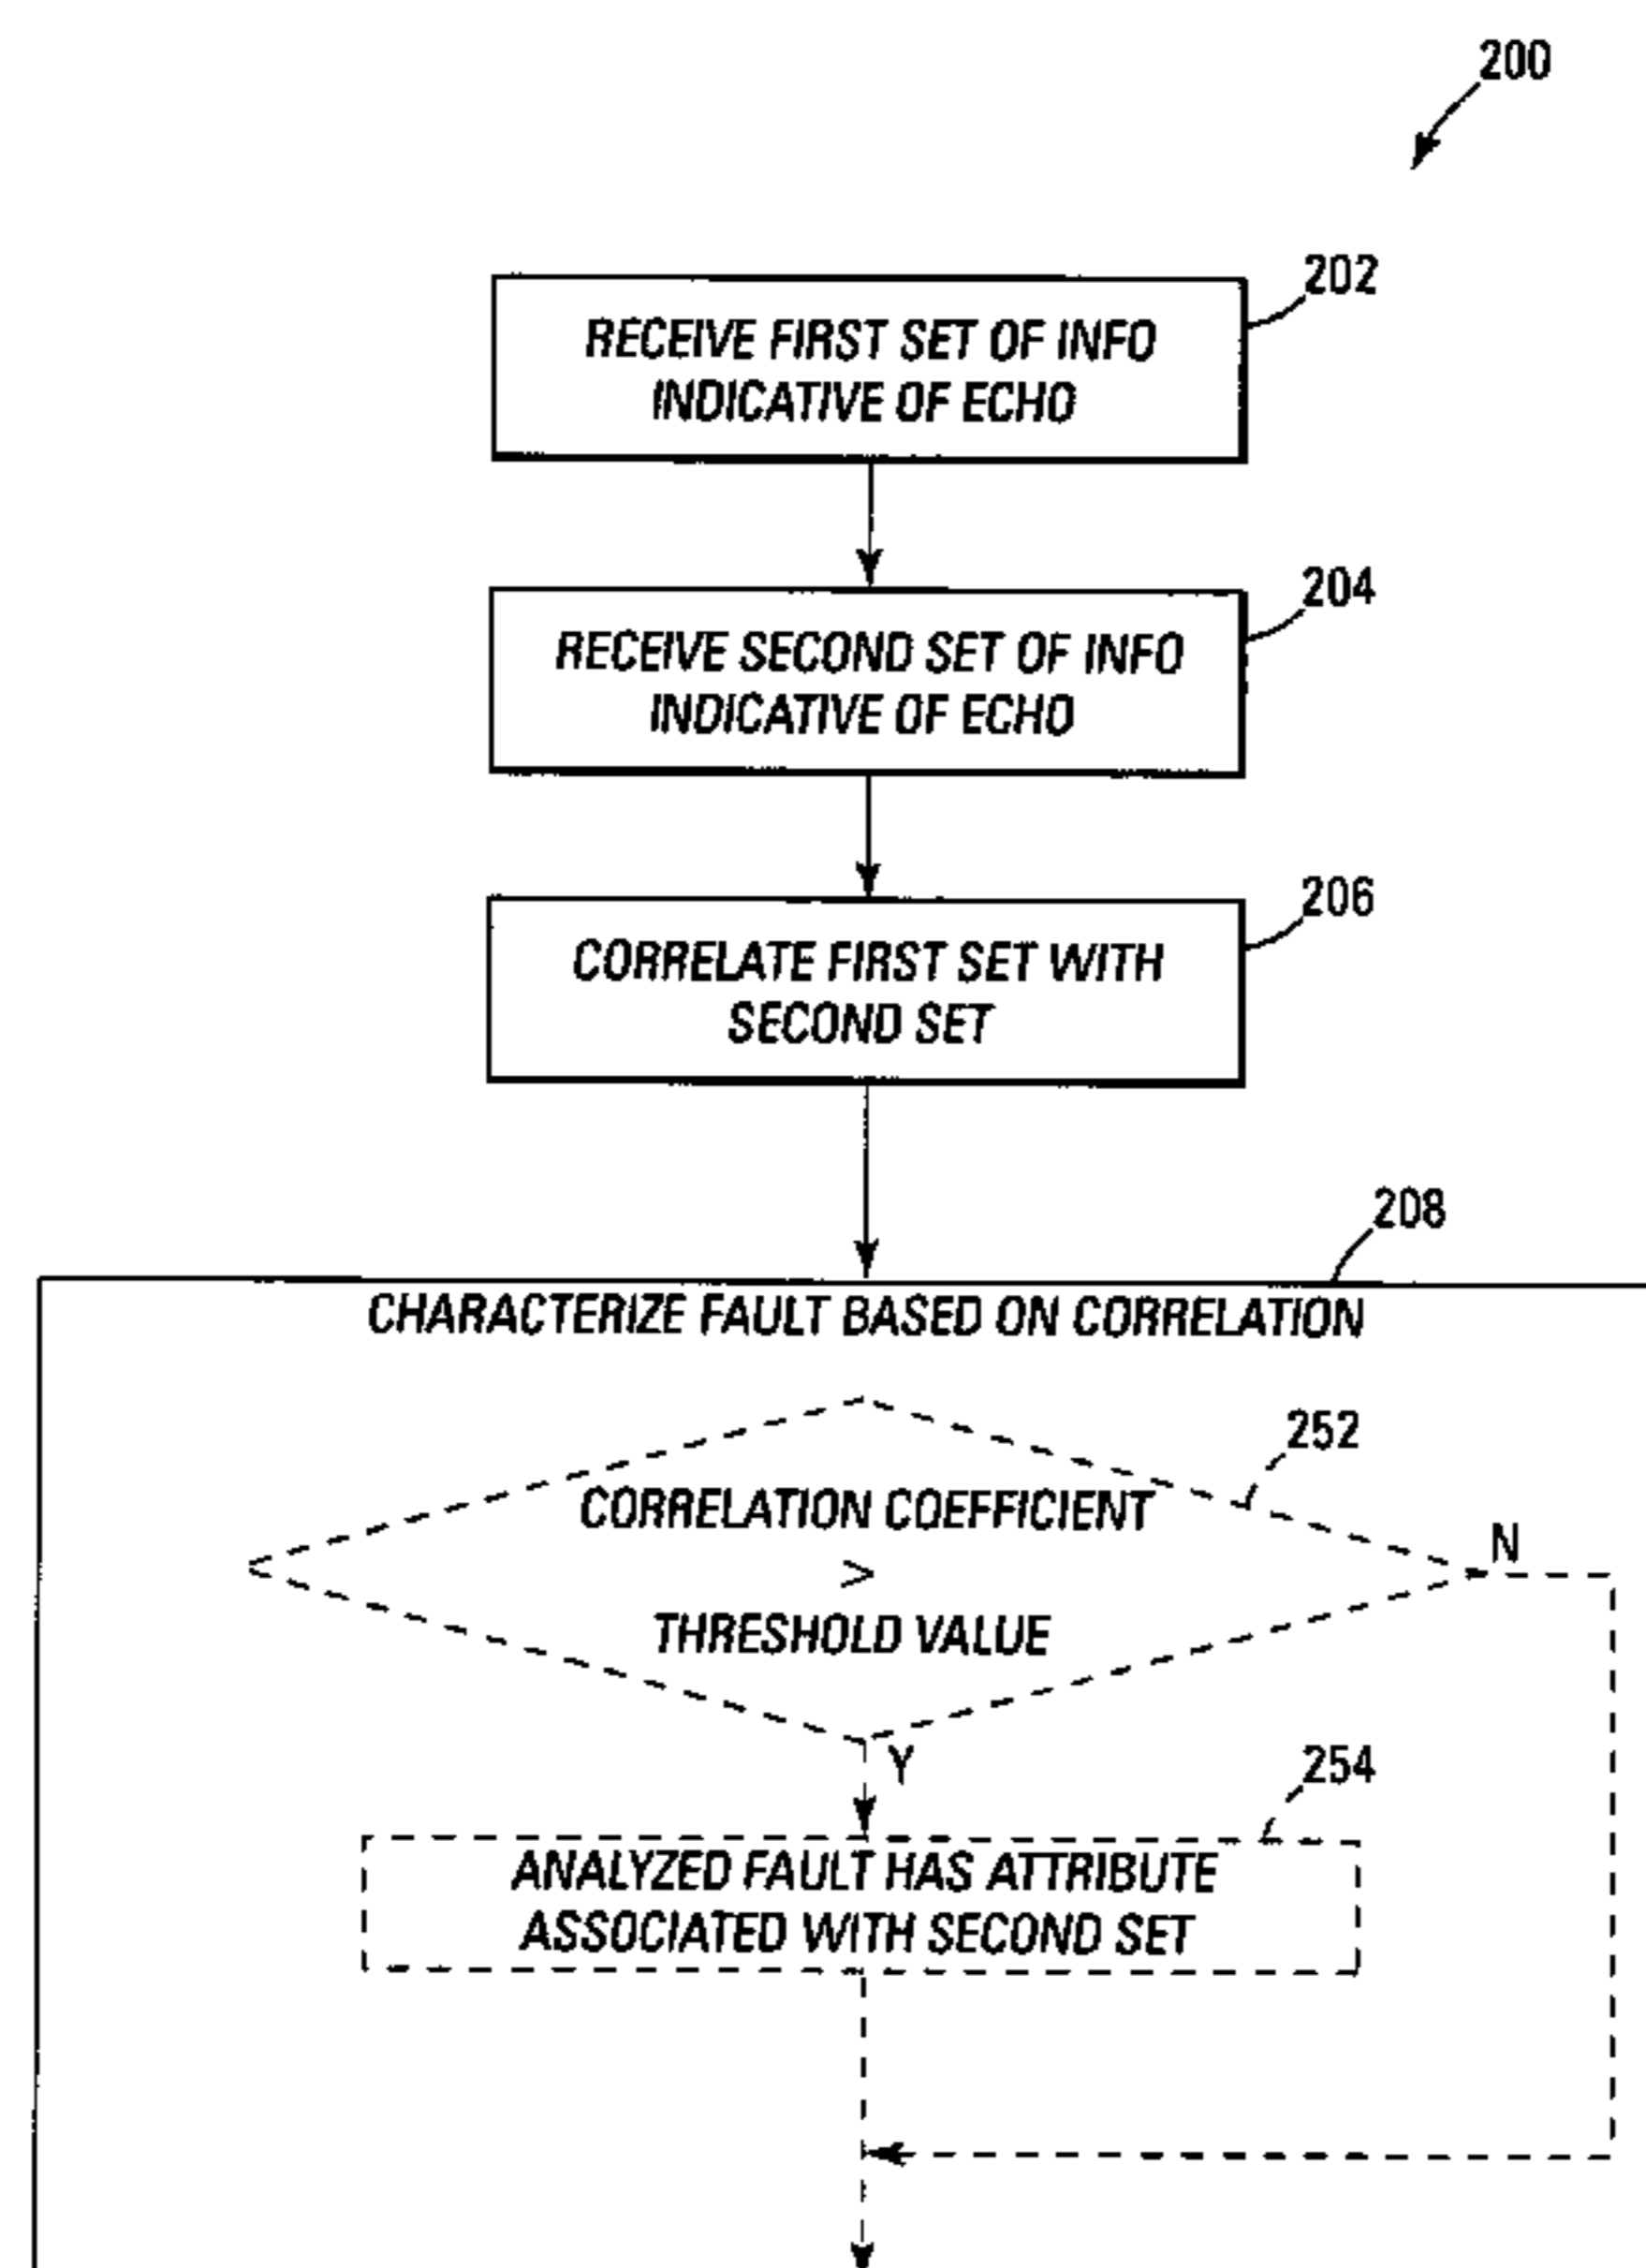 200
202
RECEIVE FIRST SET OF INFO
INDICATIVE OF ECHO
204
RECEIVE SECOND SET OF INFO
INDICATIVE OF ECHO
206
CORRELATE FIRST SET WITH
SECOND SET
208
CHARACTERIZE FAULT BASED ON CORRELATION
252
CORRELATION COEFFICIENT
>
THRESHOLD VALUE
N
Y
254
ANALYZED FAULT HAS ATTRIBUTE
ASSOCIATED WITH SECOND SET